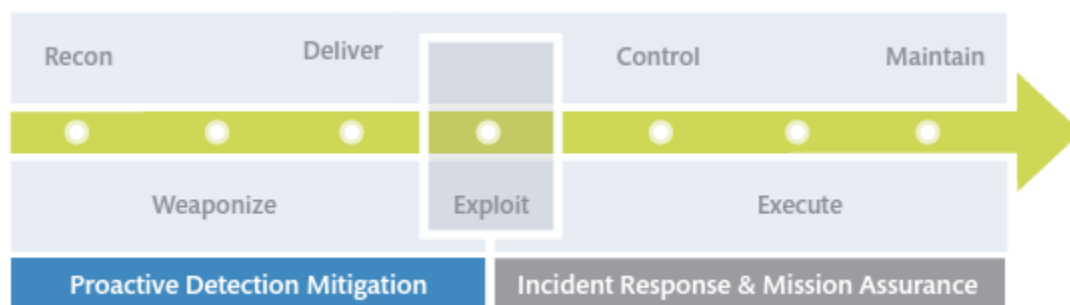 Recon
Deliver
Control
Maintain
Weaponize
Exploit
Execute
Proactive Detection Mitigation
Incident Response & Mission Assurance